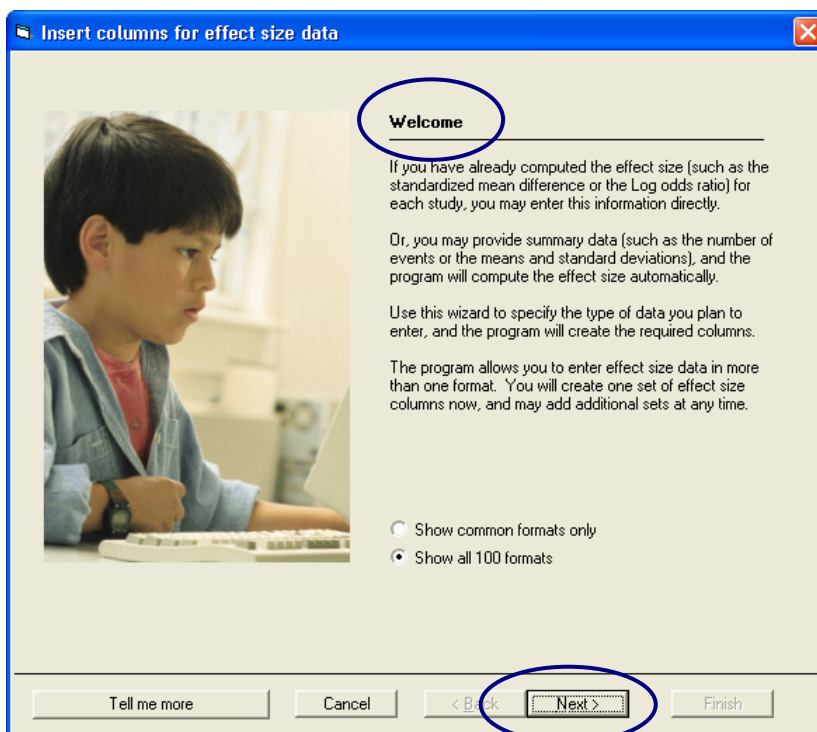 Insert columns for effect size data
Welcome
If you have already computed the effect size (such as the
standardized mean difference or the Log odds ratio) for
each study, you may enter this information directly.
Or, you may provide summary data (such as the number of
events or the means and standard deviations), and the
program will compute the effect size automatically.
Use this wizard to specify the type of data you plan to
enter, and the program will create the required columns.
The program allows you to enter effect size data in more
than one format. You will create one set of effect size
columns now, and may add additional sets at any time.
Show common formats only
Show all 100 formats
Tell me more Cancel < Back Next > Finish